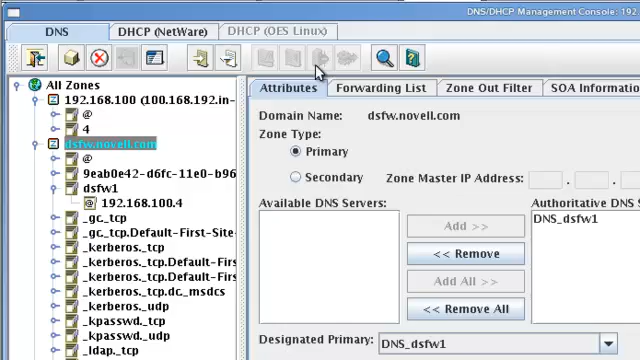 DNS/DHCP Management Console: 192.
DNS
DHCP (NetWare)
DHCP (OES Linux)
All Zones
192.168.100 (100.168.192.in-
@
4
dsfw.novell.com
@
9eab0e42-d6fc-11e0-b96
dsfw1
@ 192.168.100.4
_gc._tcp
_gc._tcp.Default-First-Site-
_kerberos._tcp
_kerberos._tcp.Default-Firs
_kerberos._tcp.Default-Firs
_kerberos._tcp.dc._msdcs
_kerberos._udp
_kpasswd._tcp
_kpasswd._udp
_ldap._tcp
Attributes
Forwarding List
Zone Out Filter
SOA Informatio
Domain Name: dsfw.novell.com
Zone Type:
Primary
Secondary
Zone Master IP Address:
Available DNS Servers:
Authoritative DNS S
DNS_dsfw1
Add >>
<< Remove
Add All >>
<< Remove All
Designated Primary: DNS_dsfw1